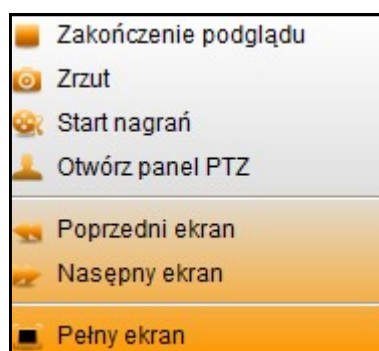 Zakończenie podglądu
Zrzut
Start nagrań
Otwórz panel PTZ
Poprzedni ekran
Nasępny ekran
Pełny ekran